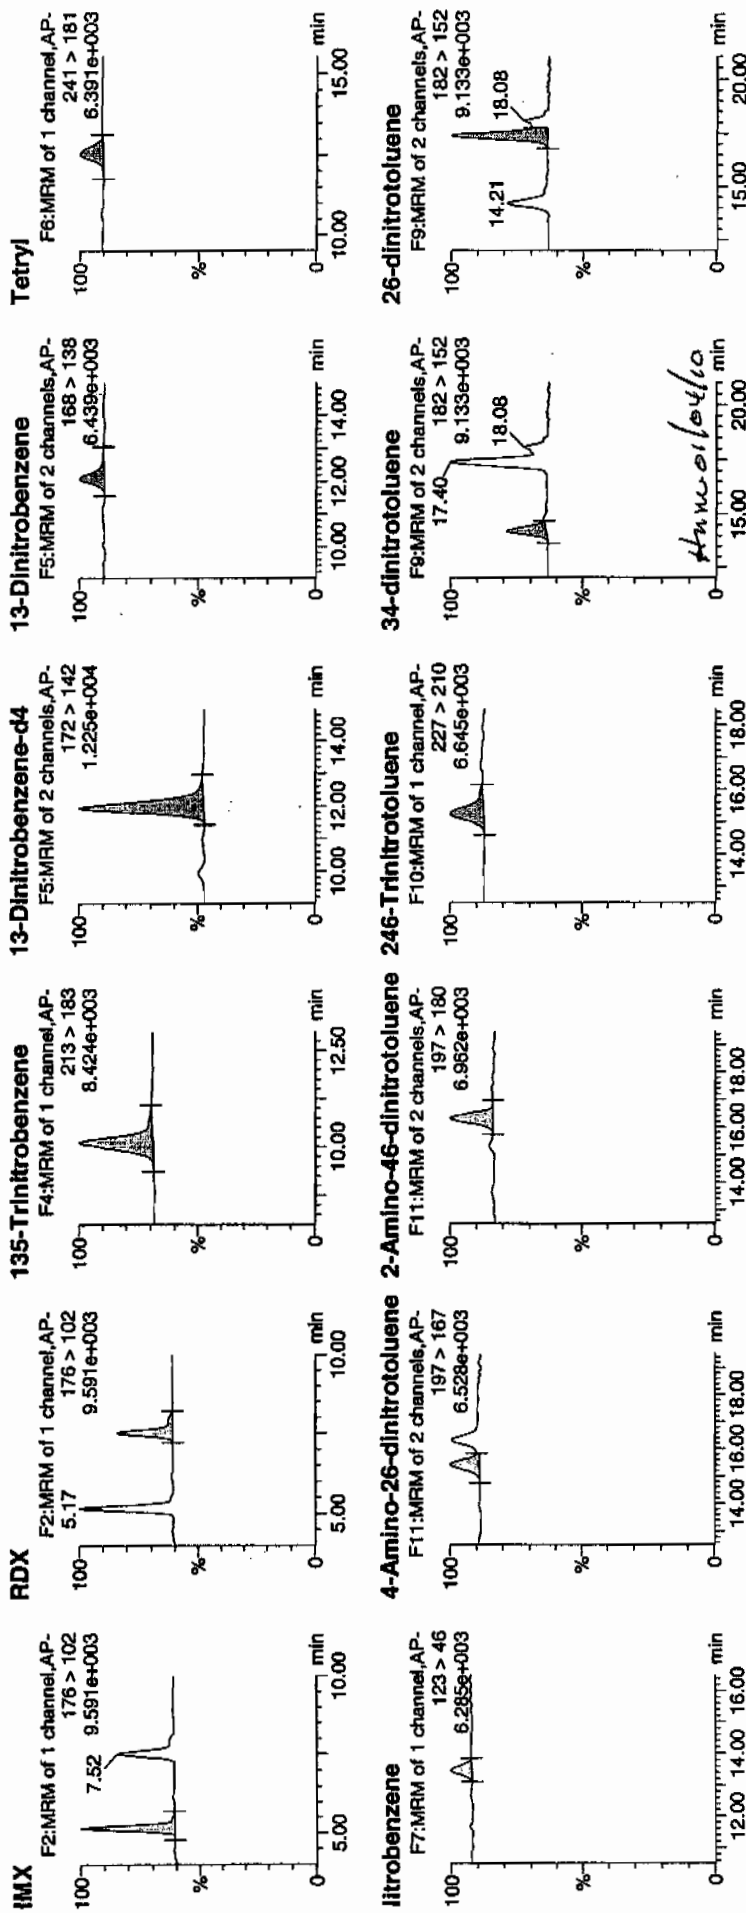 HMX
F2:MRM of 1 channel,AP-
176 > 102
9.591e+003
7.52
100
%
0
5.00
10.00
min
RDX
F2:MRM of 1 channel,AP-
176 > 102
9.591e+003
5.17
100
%
0
5.00
10.00
min
135-Trinitrobenzene
F4:MRM of 1 channel,AP-
213 > 183
8.424e+003
100
%
0
10.00
12.50
min
13-Dinitrobenzene-d4
F5:MRM of 2 channels,AP-
172 > 142
1.225e+004
100
%
0
10.00
12.00
14.00
min
13-Dinitrobenzene
F5:MRM of 2 channels,AP-
168 > 138
6.439e+003
100
%
0
10.00
12.00
14.00
min
Tetryl
F6:MRM of 1 channel,AP-
241 > 181
6.391e+003
100
%
0
10.00
15.00
min
litrobenzene
F7:MRM of 1 channel,AP-
123 > 46
6.285e+003
100
%
0
12.00
14.00
16.00
min
4-Amino-26-dinitrotoluene
F11:MRM of 2 channels,AP-
197 > 167
6.528e+003
100
%
0
14.00
16.00
18.00
min
2-Amino-46-dinitrotoluene
F11:MRM of 2 channels,AP-
197 > 180
6.962e+003
100
%
0
14.00
16.00
18.00
min
246-Trinitrotoluene
F10:MRM of 1 channel,AP-
227 > 210
6.645e+003
100
%
0
14.00
16.00
18.00
min
34-dinitrotoluene
F9:MRM of 2 channels,AP-
182 > 152
9.133e+003
17.40
18.08
100
%
0
15.00
20.00
min
01/04/10
26-dinitrotoluene
F9:MRM of 2 channels,AP-
182 > 152
9.133e+003
14.21
18.08
100
%
0
15.00
20.00
min